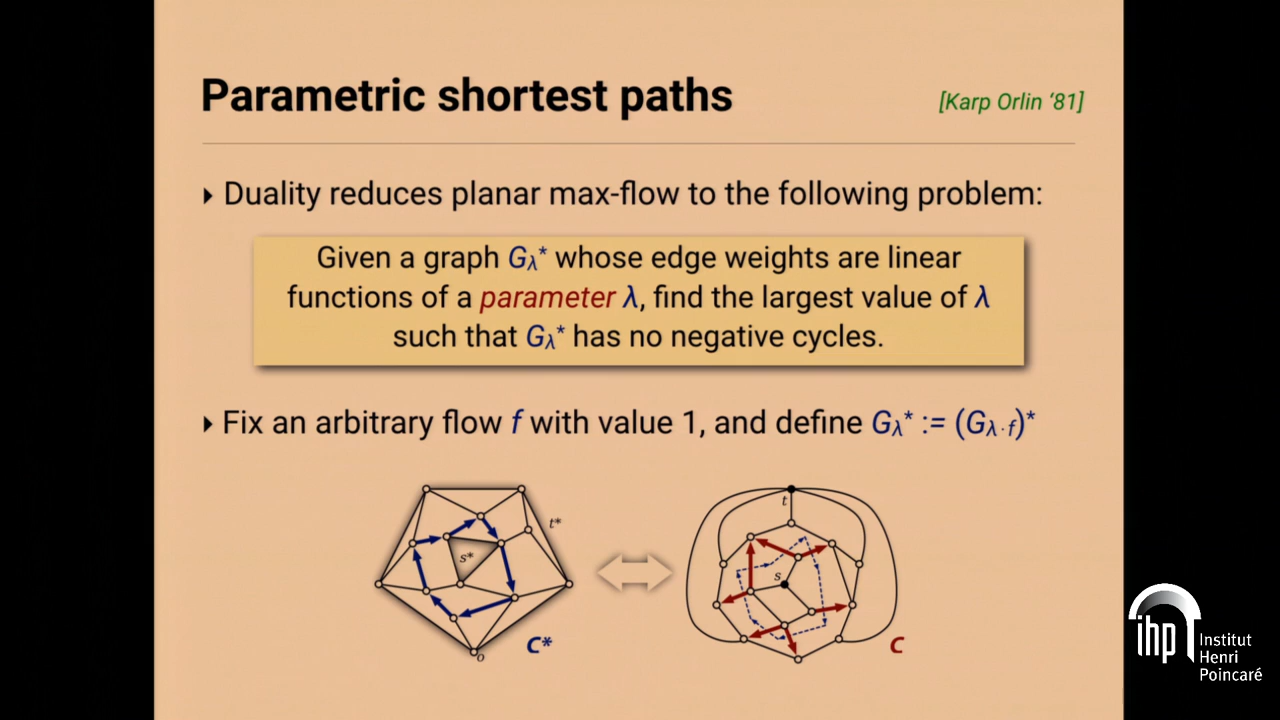 Parametric shortest paths
[Karp Orlin ‘81]
‣ Duality reduces planar max-flow to the following problem:
Given a graph Gλ* whose edge weights are linear
functions of a parameter λ, find the largest value of λ
such that Gλ* has no negative cycles.
‣ Fix an arbitrary flow f with value 1, and define Gλ* := (Gλ·f)*
t*
s*
o
C*
t
s
C
ihp
Institut
Henri
Poincaré